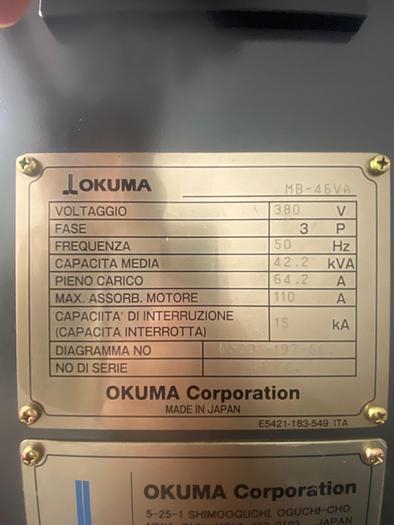 OKUMA MB-46VA
VOLTAGGIO 380 V
FASE 3 P
FREQUENZA 50 Hz
CAPACITA MEDIA 42.2 kVA
PIENO CARICO 64.2 A
MAX. ASSORB. MOTORE 110 A
CAPACIITA' DI INTERRUZIONE
(CAPACITA INTERROTTA) 15 kA
DIAGRAMMA NO
NO DI SERIE
OKUMA Corporation
MADE IN JAPAN
E5421-183-549 ITA
OKUMA Corporation
5-25-1 SHIMOOGUCHI, OGUCHI-CHO
JAPAN